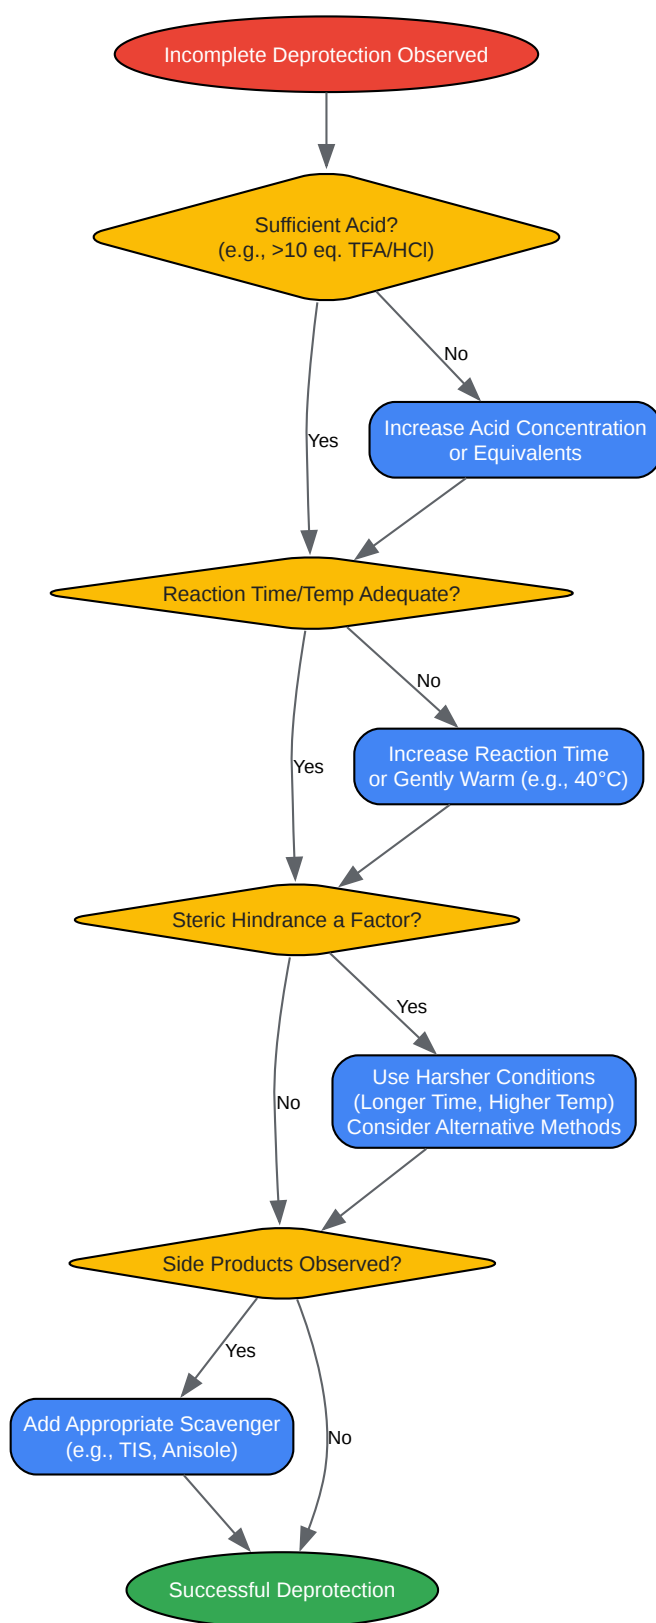 Incomplete Deprotection Observed
Sufficient Acid?
(e.g., >10 eq. TFA/HCl)
No
Yes
Increase Acid Concentration
or Equivalents
Reaction Time/Temp Adequate?
No
Yes
Increase Reaction Time
or Gently Warm (e.g., 40°C)
Steric Hindrance a Factor?
Yes
No
Use Harsher Conditions
(Longer Time, Higher Temp)
Consider Alternative Methods
Side Products Observed?
Yes
No
Add Appropriate Scavenger
(e.g., TIS, Anisole)
Successful Deprotection